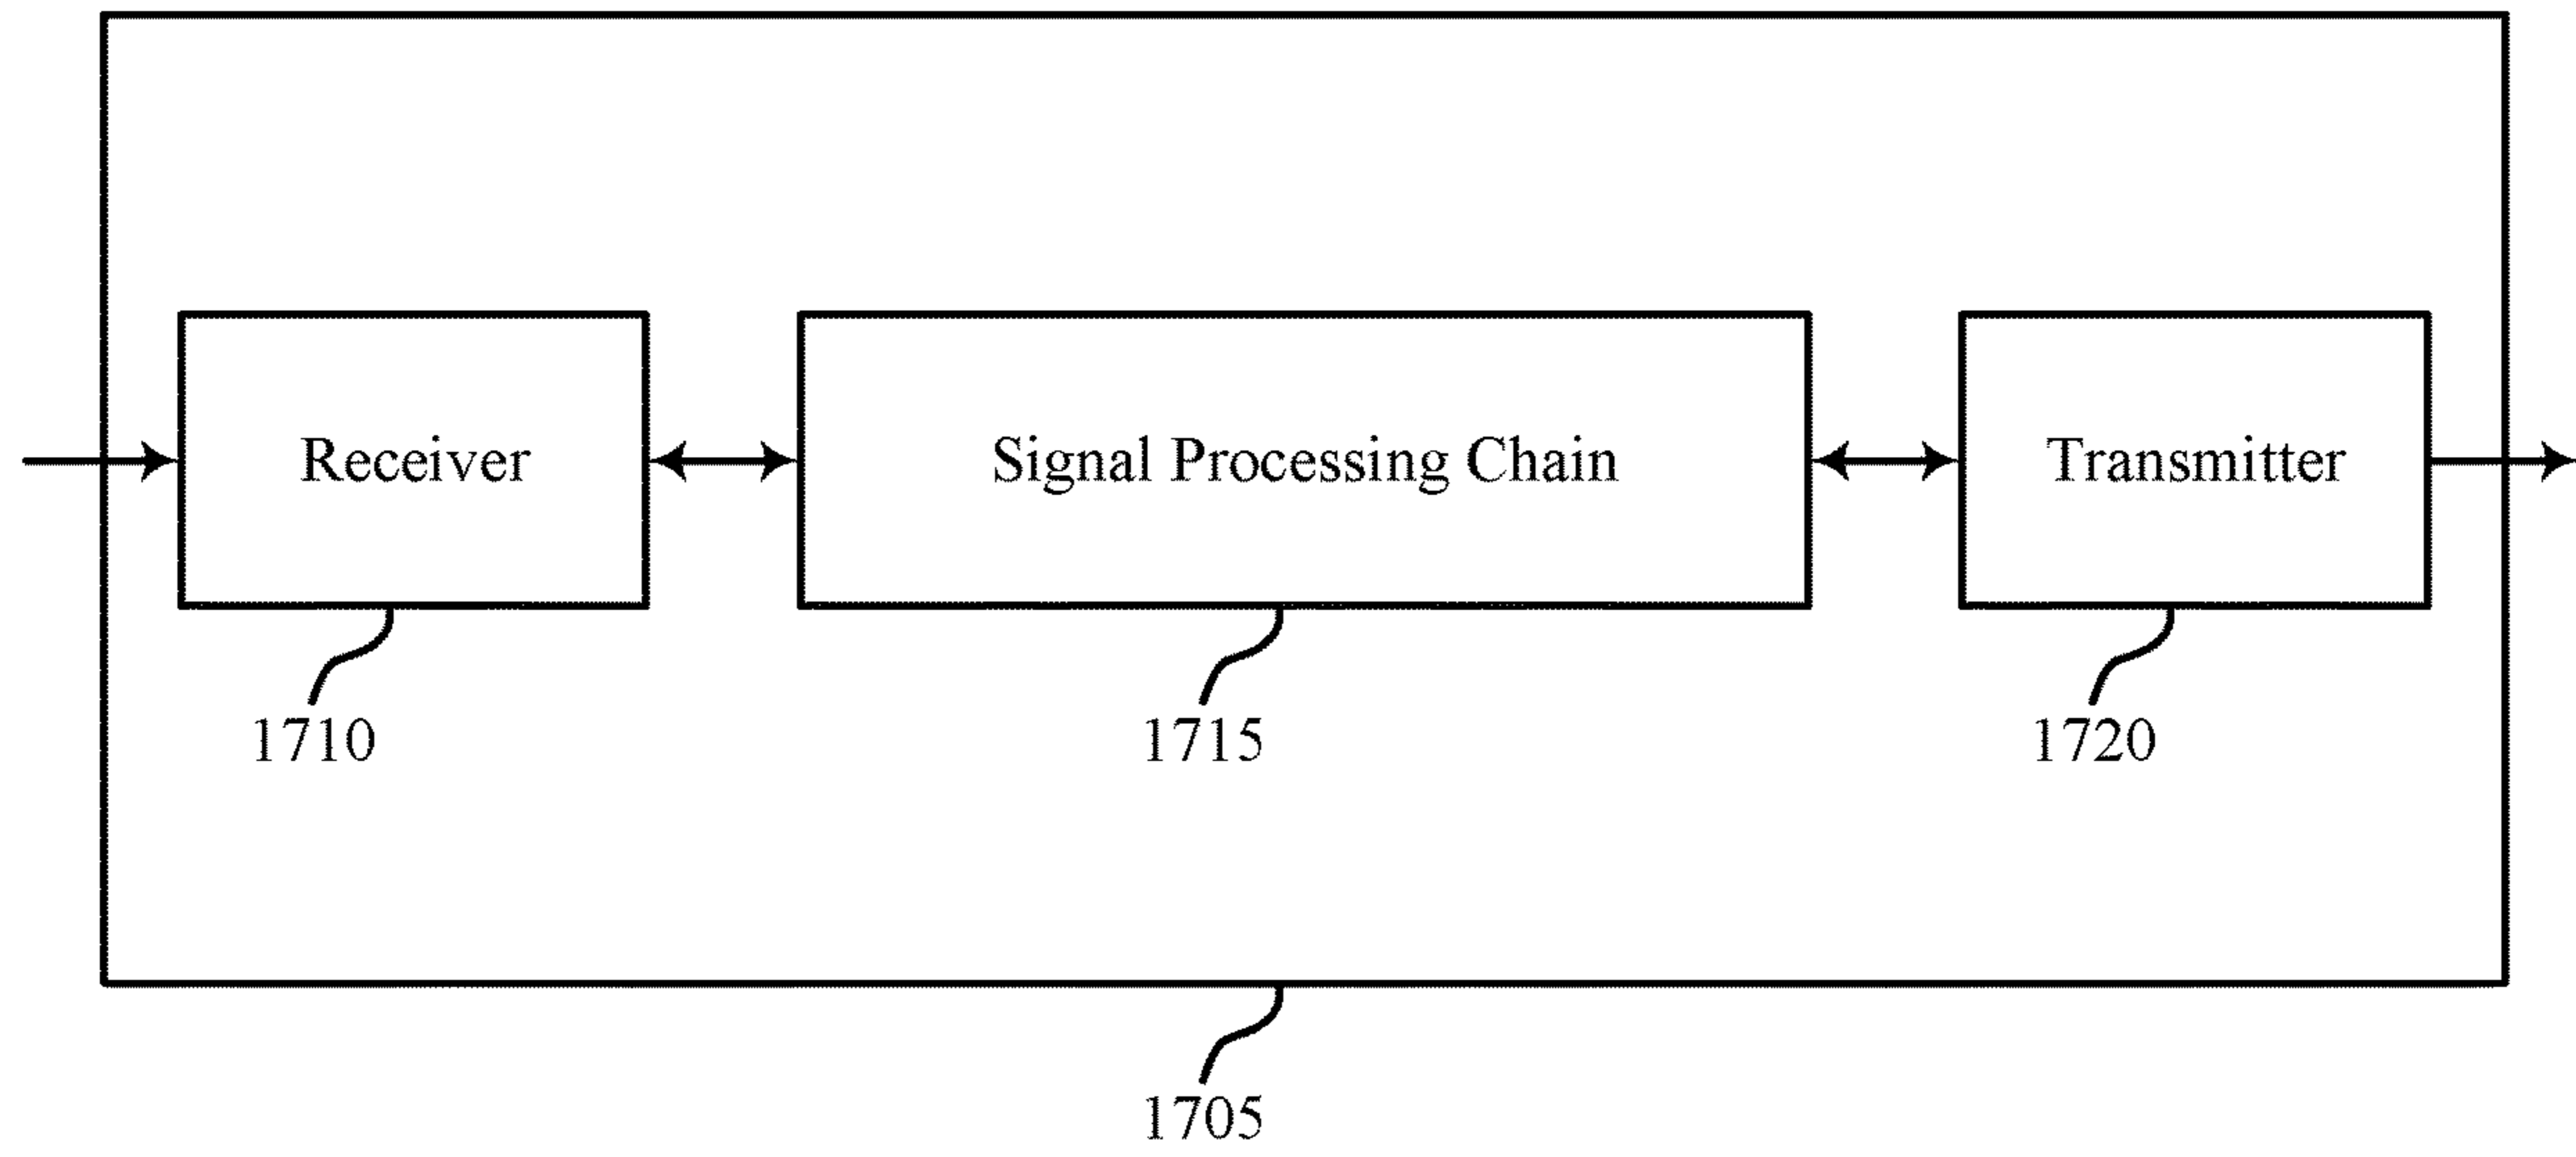 Receiver
Signal Processing Chain
Transmitter
1710
1715
1720
1705